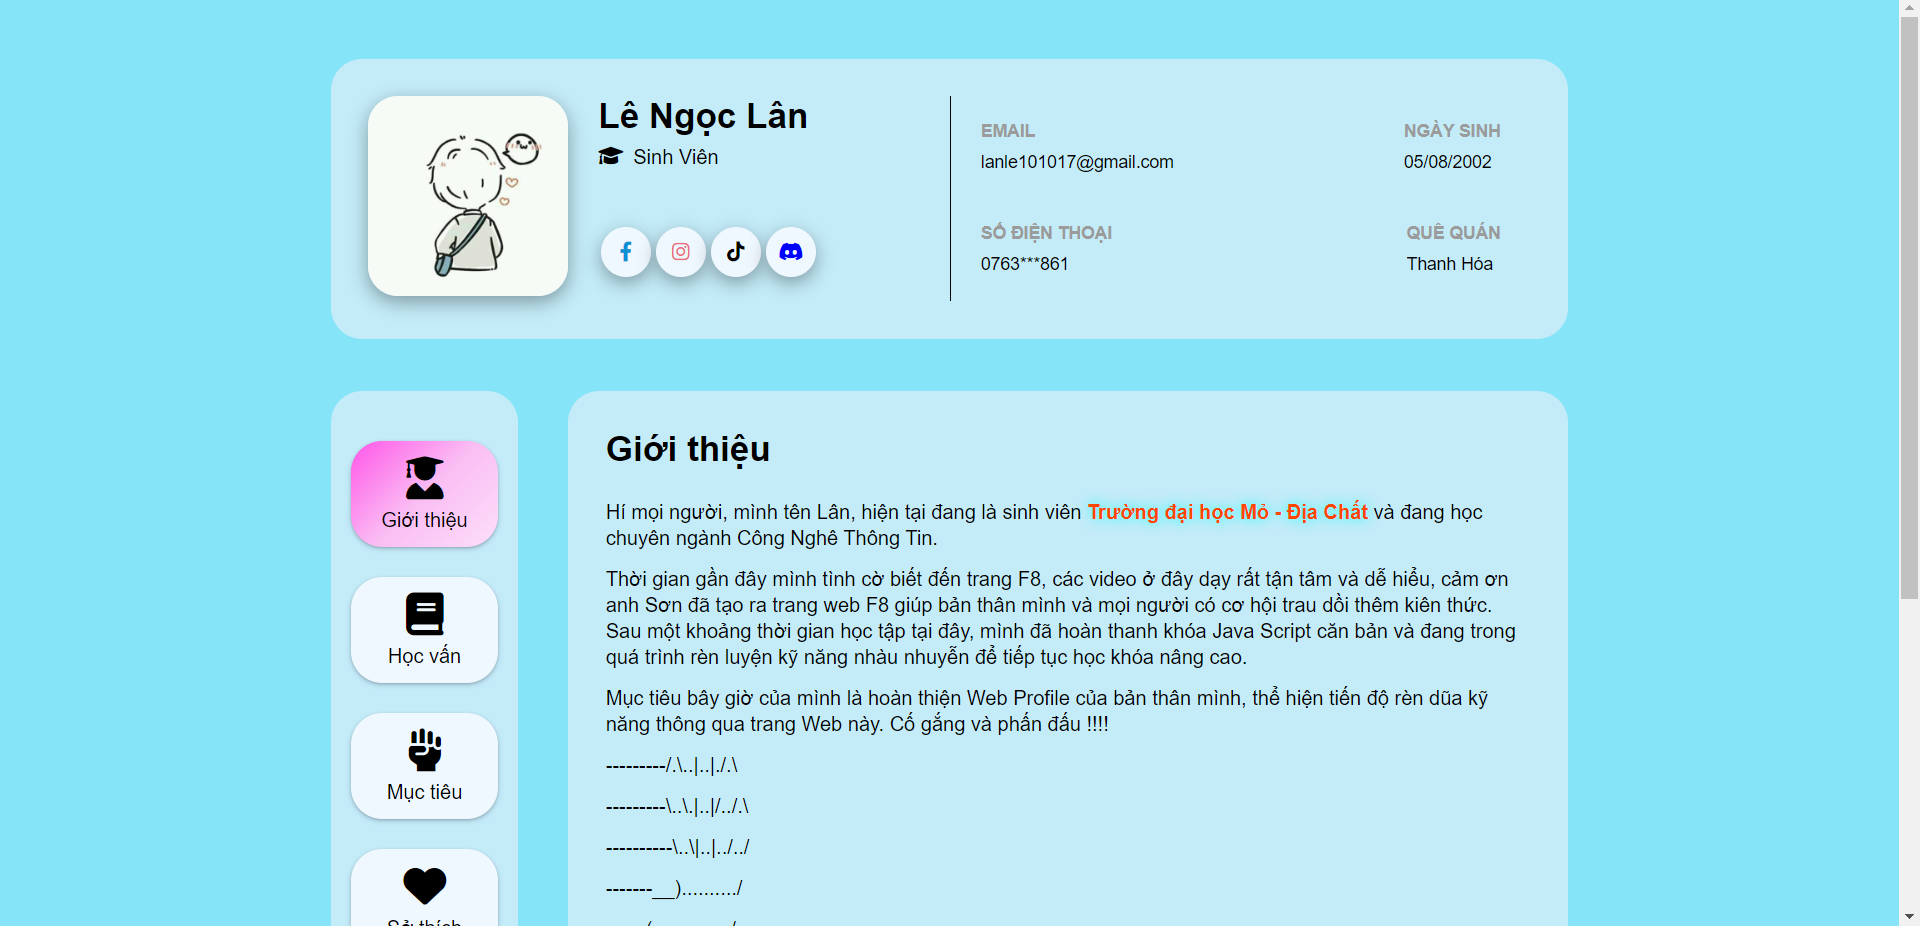 Lê Ngọc Lân
Sinh Viên
EMAIL
lanle101017@gmail.com
NGÀY SINH
05/08/2002
SỐ ĐIỆN THOẠI
0763***861
QUÊ QUÁN
Thanh Hóa
Giới thiệu
Học vấn
Mục tiêu
Sở thích
Giới thiệu
Hí mọi người, mình tên Lân, hiện tại đang là sinh viên Trường đại học Mỏ - Địa Chất và đang học
chuyên ngành Công Nghê Thông Tin.
Thời gian gần đây mình tình cờ biết đến trang F8, các video ở đây dạy rất tận tâm và dễ hiểu, cảm ơn
anh Sơn đã tạo ra trang web F8 giúp bản thân mình và mọi người có cơ hội trau dồi thêm kiên thức.
Sau một khoảng thời gian học tập tại đây, mình đã hoàn thanh khóa Java Script căn bản và đang trong
quá trình rèn luyện kỹ năng nhàu nhuyễn để tiếp tục học khóa nâng cao.
Mục tiêu bây giờ của mình là hoàn thiện Web Profile của bản thân mình, thể hiện tiến độ rèn dũa kỹ
năng thông qua trang Web này. Cố gắng và phấn đấu !!!!
---------/.\..|..|./.\
---------\..\.|..|/../.\
----------\..\|..|../../
-------__)........../